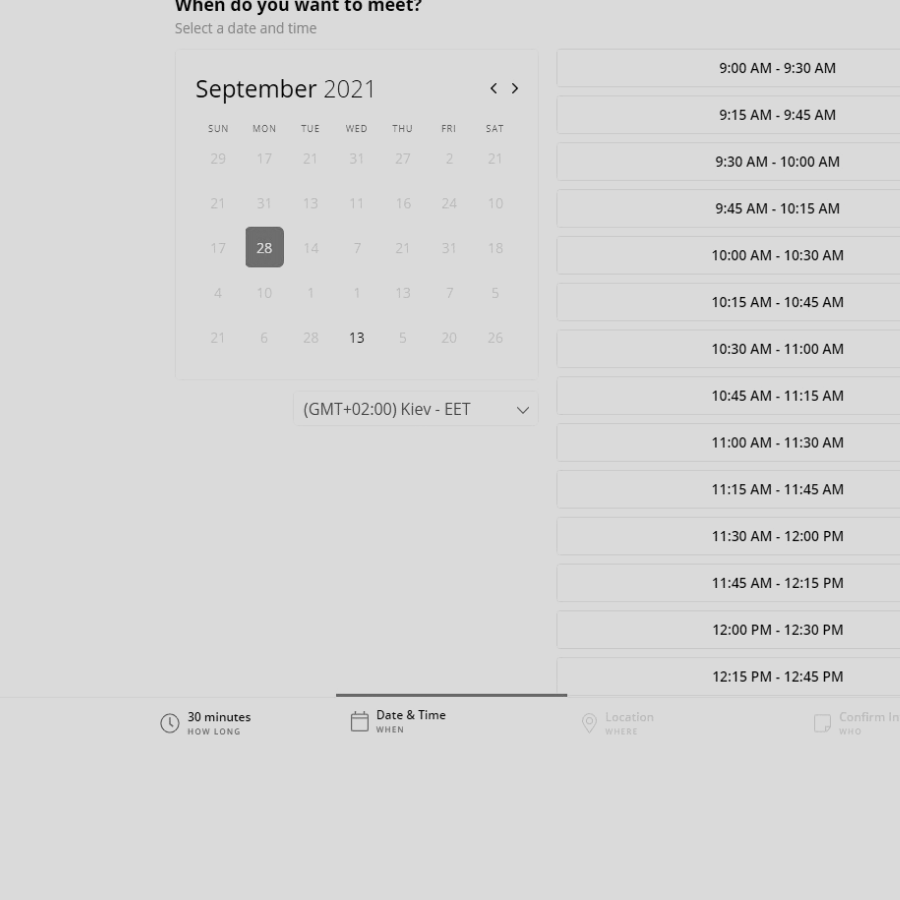 When do you want to meet?
Select a date and time
September 2021
SUN MON TUE WED THU FRI SAT
29 17 21 31 27 2 21
21 31 13 11 16 24 10
17 28 14 7 21 31 18
4 10 1 1 13 7 5
21 6 28 13 5 20 26
(GMT+02:00) Kiev - EET
9:00 AM - 9:30 AM
9:15 AM - 9:45 AM
9:30 AM - 10:00 AM
9:45 AM - 10:15 AM
10:00 AM - 10:30 AM
10:15 AM - 10:45 AM
10:30 AM - 11:00 AM
10:45 AM - 11:15 AM
11:00 AM - 11:30 AM
11:15 AM - 11:45 AM
11:30 AM - 12:00 PM
11:45 AM - 12:15 PM
12:00 PM - 12:30 PM
12:15 PM - 12:45 PM
30 minutes
HOW LONG
Date & Time
WHEN
Location
WHERE
Confirm In
WHO